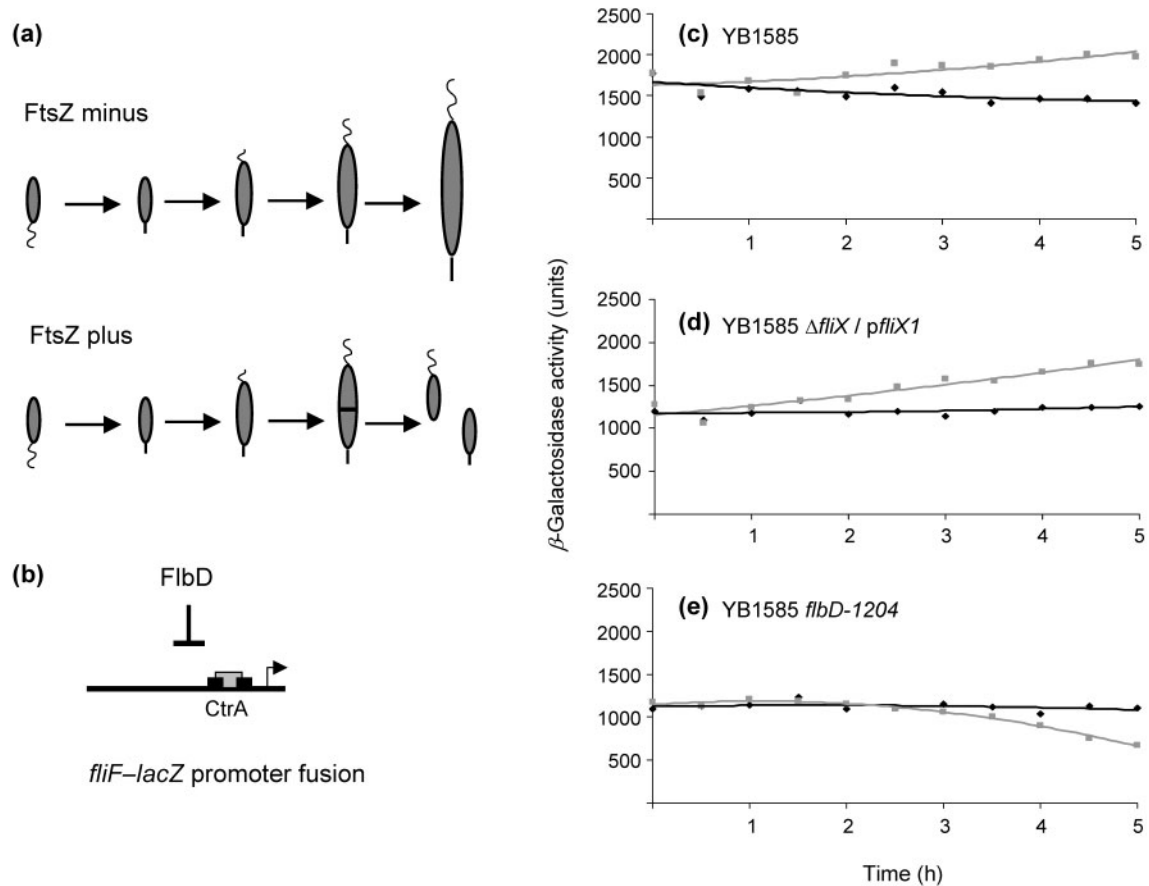 (a)
FtsZ minus
FtsZ plus
(b)
FlbD
CtrA
fliF–lacZ promoter fusion
β-Galactosidase activity (units)
(c) YB1585
2500
2000
1500
1000
500
1 2 3 4 5
(d) YB1585 ΔfliX / pfliX1
2500
2000
1500
1000
500
1 2 3 4 5
(e) YB1585 flbD-1204
2500
2000
1500
1000
500
1 2 3 4 5
Time (h)